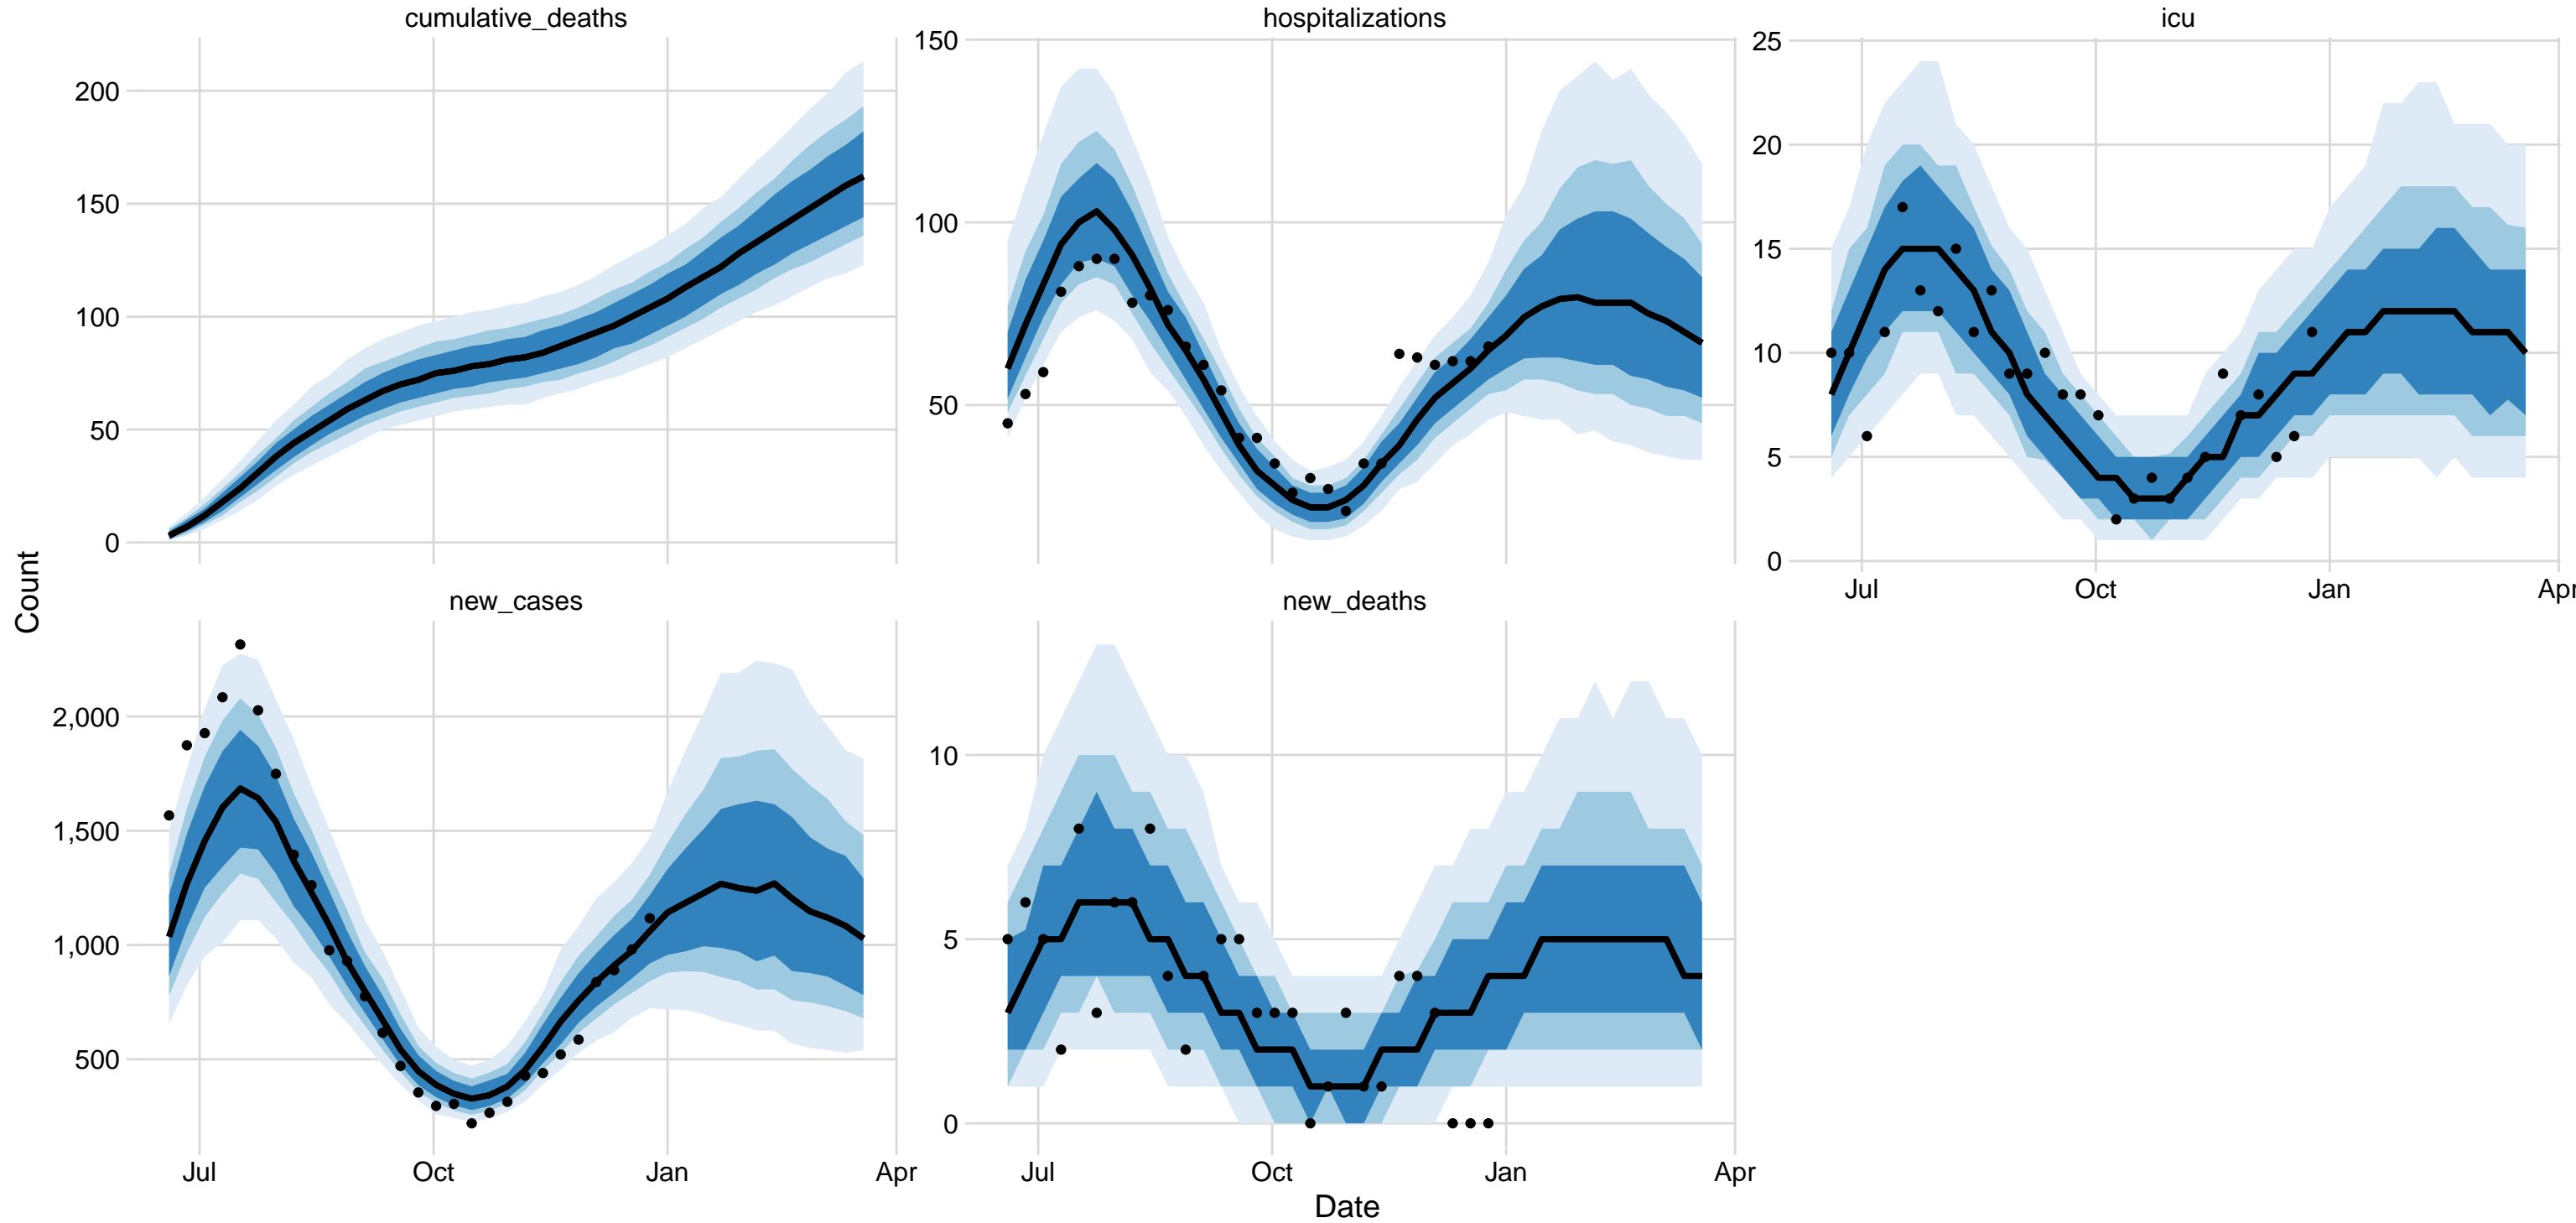 cumulative_deaths
hospitalizations
icu
200
150
100
50
0
150
100
50
25
20
15
10
5
0
Jul
Oct
Jan
Apr
Count
new_cases
new_deaths
2,000
1,500
1,000
500
10
5
0
Jul
Oct
Jan
Apr
Jul
Oct
Jan
Apr
Date